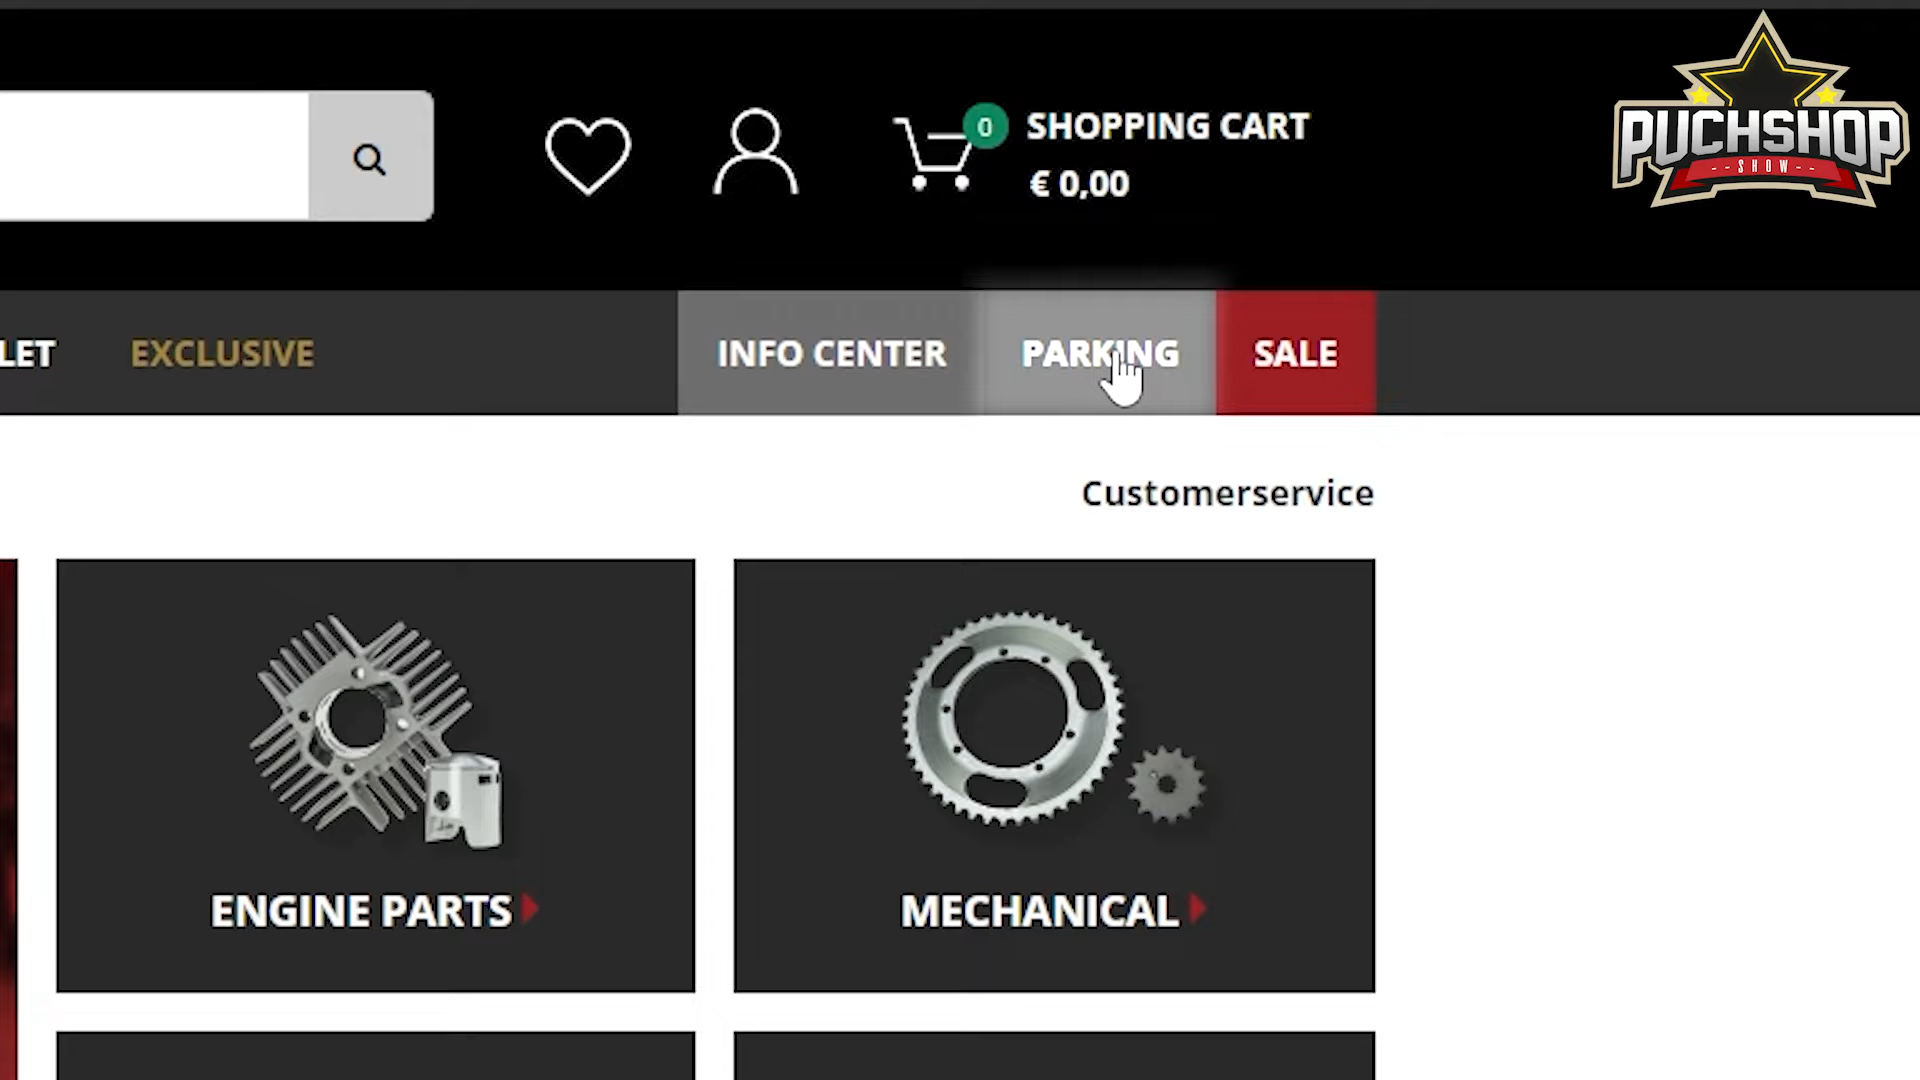 PUCHSHOP
--SHOW--
0
SHOPPING CART
€ 0,00
LET
EXCLUSIVE
INFO CENTER
PARKING
SALE
Customerservice
ENGINE PARTS
MECHANICAL